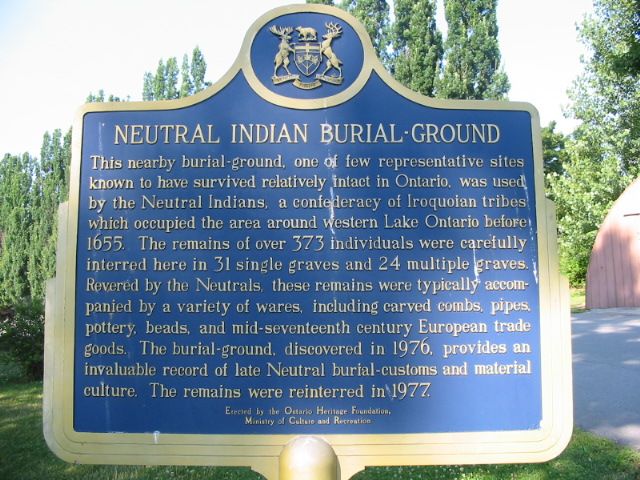 NEUTRAL INDIAN BURIAL-GROUND
This nearby burial-ground, one of few representative sites
known to have survived relatively intact in Ontario, was used
by the Neutral Indians, a confederacy of Iroquoian tribes
which occupied the area around western Lake Ontario before
1655. The remains of over 373 individuals were carefully
interred here in 31 single graves and 24 multiple graves.
Revered by the Neutrals, these remains were typically accom-
panied by a variety of wares, including carved combs, pipes,
pottery, beads, and mid-seventeenth century European trade
goods. The burial-ground, discovered in 1976, provides an
invaluable record of late Neutral burial-customs and material
culture. The remains were reinterred in 1977.
Erected by the Ontario Heritage Foundation,
Ministry of Culture and Recreation